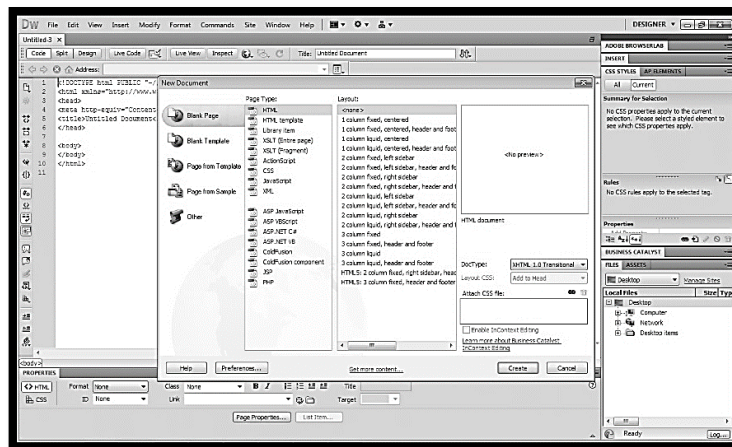 DW File Edit View Insert Modify Format Commands Site Window Help DESIGNER
Untitled-3 x
Code Split Design Live Code Live View Inspect Title: Untitled Document
Address:
1 <!DOCTYPE html PUBLIC "-/
2 <html xmlns="http://www.w
3 <head>
4 <meta http-equiv="Content
5 <title>Untitled Documen
6 </head>
7
8 <body>
9 </body>
10 </html>
11
<body>
New Document
Blank Page
Blank Template
Page from Template
Page from Sample
Other
Page Type:
HTML
HTML template
Library item
XSLT (Entire page)
XSLT (Fragment)
ActionScript
CSS
JavaScript
XML
ASP JavaScript
ASP VBScript
ASP.NET C#
ASP.NET VB
ColdFusion
ColdFusion component
JSP
PHP
Layout:
<none>
1 column fixed, centered
1 column fixed, centered, header and foot
1 column liquid, centered
1 column liquid, centered, header and foo
2 column fixed, left sidebar
2 column fixed, left sidebar, header and fo
2 column fixed, right sidebar
2 column fixed, right sidebar, header and f
2 column liquid, left sidebar
2 column liquid, left sidebar, header and f
2 column liquid, right sidebar
2 column liquid, right sidebar, header and
3 column fixed
3 column fixed, header and footer
3 column liquid
3 column liquid, header and footer
HTML5: 2 column fixed, right sidebar, head
HTML5: 3 column fixed, header and footer
<No preview>
HTML document
DocType: XHTML 1.0 Transitional
Layout CSS: Add to Head
Attach CSS file:
Enable InContext Editing
Learn more about Business Catalyst
InContext Editing
Help Preferences... Get more content... Create Cancel
PROPERTIES
<> HTML Format None Class None B I Title
CSS ID None Link Target
Page Properties... List Item...
ADOBE BROWSERLAB
INSERT
CSS STYLES AP ELEMENTS
All Current
Summary for Selection
No CSS properties apply to the current
selection. Please select a styled element to
see which CSS properties apply.
Rules
No CSS rules apply to the selected tag.
Properties
BUSINESS CATALYST
FILES ASSETS
Desktop Manage Sites
Local Files Size Typ
Desktop
Computer
Network
Desktop items
Ready Log...